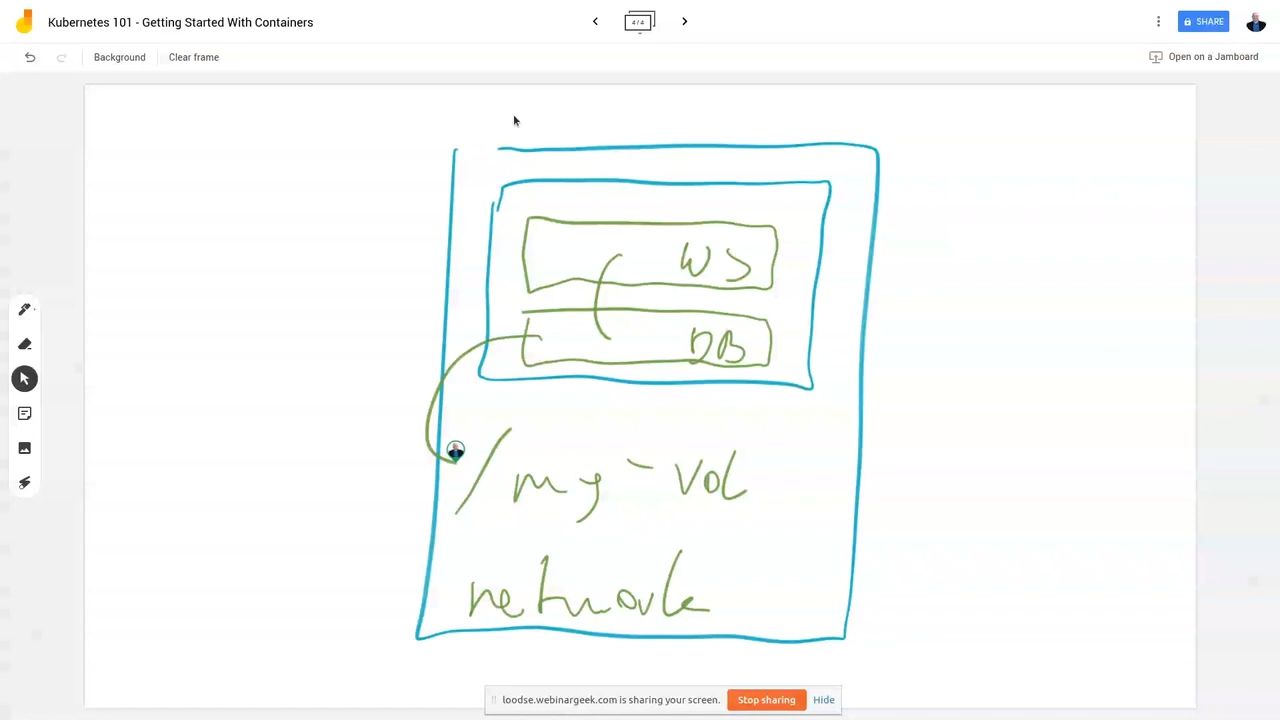 Kubernetes 101 - Getting Started With Containers
4 / 4
SHARE
Background
Clear frame
Open on a Jamboard
WS
DB
/my-vol
network
loodse.webinargeek.com is sharing your screen.
Stop sharing
Hide